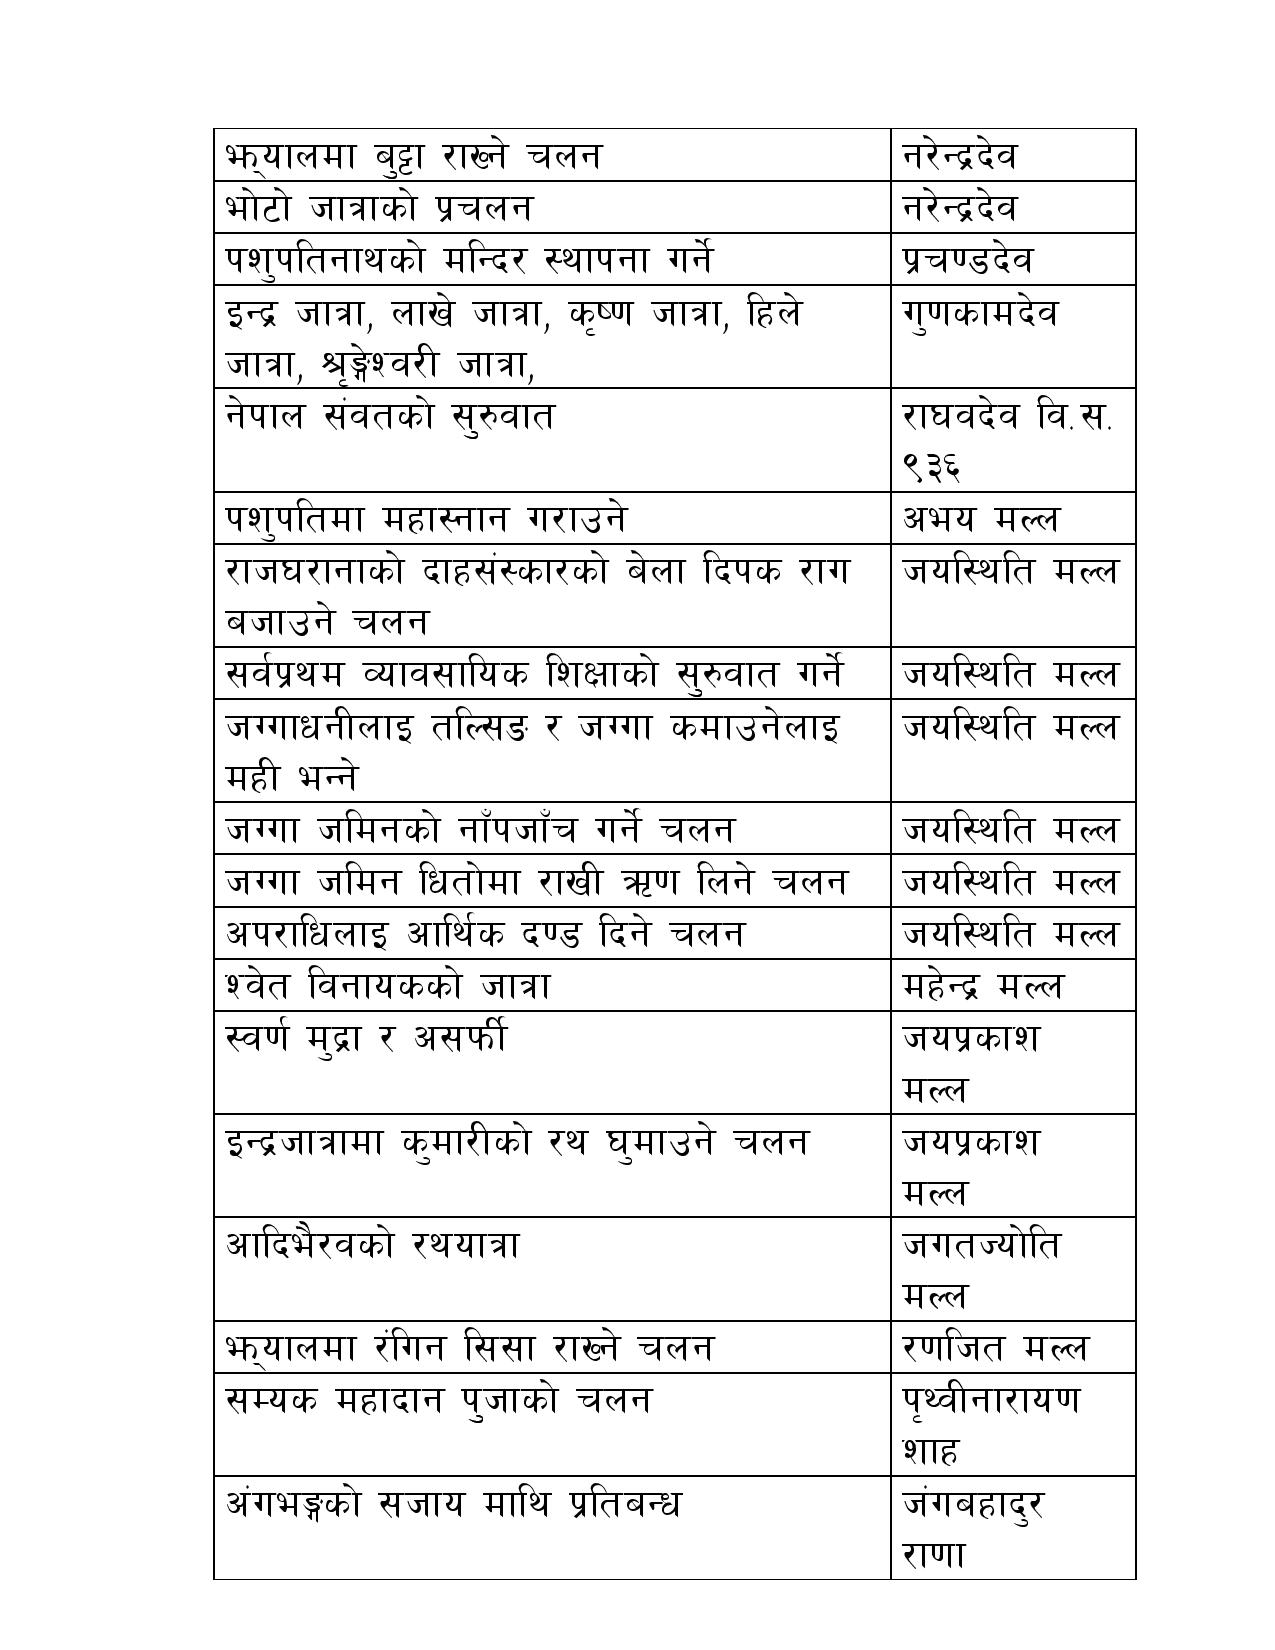 झ्यालमा बुट्टा राख्ने चलन नरेन्द्रदेव
भोटो जात्राको प्रचलन नरेन्द्रदेव
पशुपतिनाथको मन्दिर स्थापना गर्ने प्रचण्डदेव
इन्द्र जात्रा, लाखे जात्रा, कृष्ण जात्रा, हिले गुणकामदेव
जात्रा, श्रृङ्गेश्वरी जात्रा,
नेपाल संवतको सुरुवात राघवदेव वि.स.
९३६
पशुपतिमा महास्नान गराउने अभय मल्ल
राजघरानाको दाहसंस्कारको बेला दिपक राग जयस्थिति मल्ल
बजाउने चलन
सर्वप्रथम व्यावसायिक शिक्षाको सुरुवात गर्ने जयस्थिति मल्ल
जग्गाधनीलाइ तल्सिङ र जग्गा कमाउनेलाइ जयस्थिति मल्ल
मही भन्ने
जग्गा जमिनको नाँपजाँच गर्ने चलन जयस्थिति मल्ल
जग्गा जमिन धितोमा राखी ऋण लिने चलन जयस्थिति मल्ल
अपराधिलाइ आर्थिक दण्ड दिने चलन जयस्थिति मल्ल
श्वेत विनायकको जात्रा महेन्द्र मल्ल
स्वर्ण मुद्रा र असर्फी जयप्रकाश
मल्ल
इन्द्रजात्रामा कुमारीको रथ घुमाउने चलन जयप्रकाश
मल्ल
आदिभैरवको रथयात्रा जगतज्योति
मल्ल
झ्यालमा रंगिन सिसा राख्ने चलन रणजित मल्ल
सम्यक महादान पुजाको चलन पृथ्वीनारायण
शाह
अंगभङ्गको सजाय माथि प्रतिबन्ध जंगबहादुर
राणा